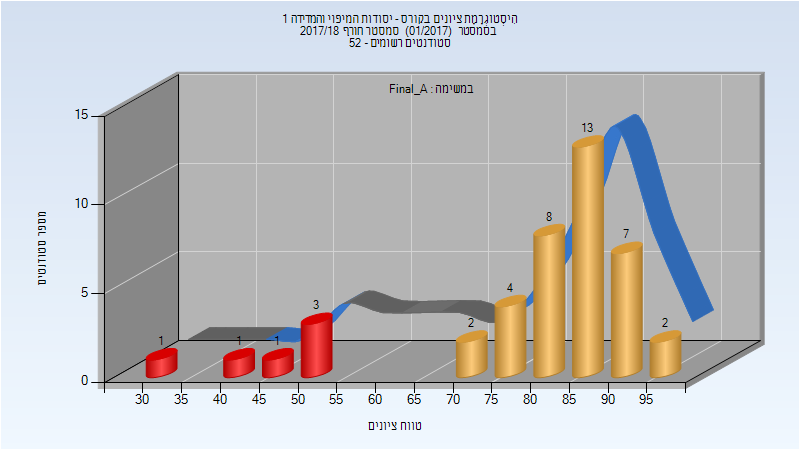 היסטוגרמת ציונים בקורס - יסודות המיפוי והמדידה 1
בסמסטר (01/2017) סמסטר חורף 2017/18
סטודנטים רשומים - 52
במשימה : Final_A
מספר סטודנטים
15
10
5
0
1
1
1
3
2
4
8
13
7
2
30 35 40 45 50 55 60 65 70 75 80 85 90 95
טווח ציונים